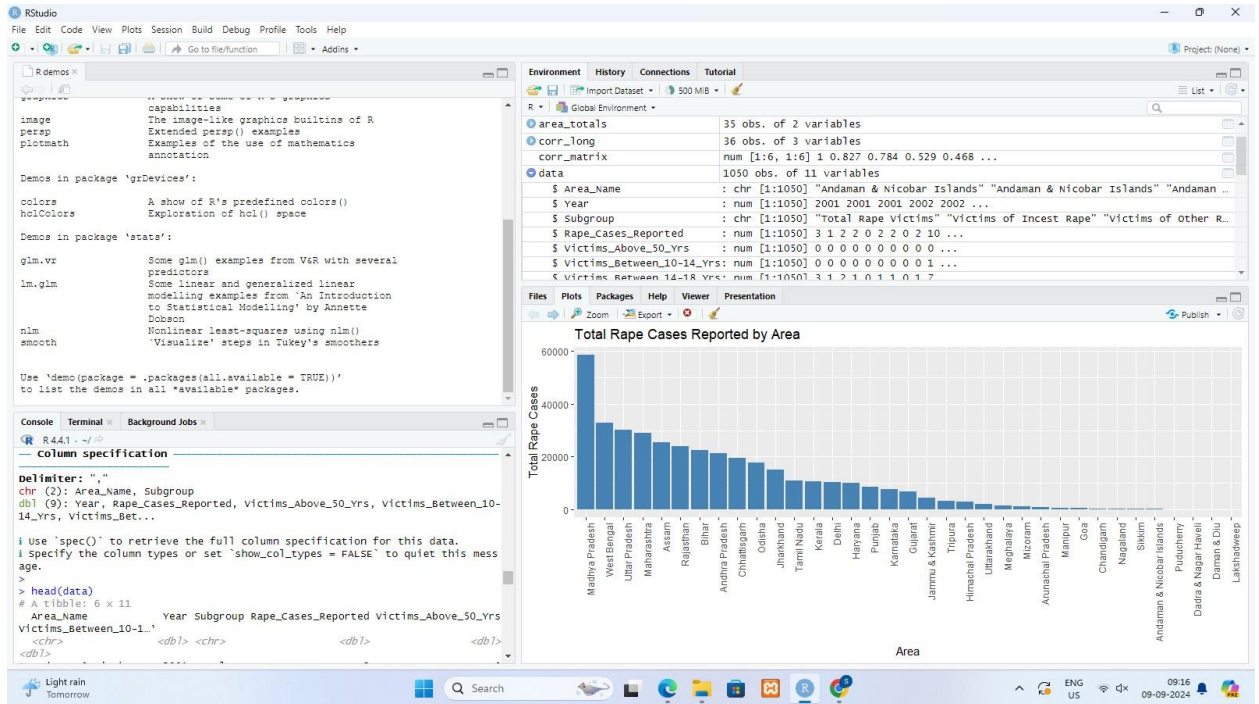 RStudio
File Edit Code View Plots Session Build Debug Profile Tools Help
Go to file/function
Addins
Project: (None)
R demos
capabilities
image The image-like graphics builtins of R
persp Extended persp() examples
plotmath Examples of the use of mathematics
annotation
Demos in package 'grDevices':
colors A show of R's predefined colors()
hclColors Exploration of hcl() space
Demos in package 'stats':
glm.vr Some glm() examples from V&R with several
predictors
lm.glm Some linear and generalized linear
modelling examples from `An Introduction
to Statistical Modelling' by Annette
Dobson
nlm Nonlinear least-squares using nlm()
smooth `Visualize' steps in Tukey's smoothers
Use 'demo(package = .packages(all.available = TRUE))'
to list the demos in all *available* packages.
Console Terminal Background Jobs
R 4.4.1 · ~/
Column specification
Delimiter: ","
chr (2): Area_Name, Subgroup
dbl (9): Year, Rape_Cases_Reported, Victims_Above_50_Yrs, Victims_Between_10-
14_Yrs, Victims_Bet...
i Use `spec()` to retrieve the full column specification for this data.
i Specify the column types or set `show_col_types = FALSE` to quiet this mess
age.
>
> head(data)
# A tibble: 6 × 11
Area_Name Year Subgroup Rape_Cases_Reported Victims_Above_50_Yrs
Victims_Between_10-1…¹
<chr> <dbl> <chr> <dbl> <dbl>
<dbl>
Environment History Connections Tutorial
Import Dataset 500 MiB List
R Global Environment
area_totals 35 obs. of 2 variables
corr_long 36 obs. of 3 variables
corr_matrix num [1:6, 1:6] 1 0.827 0.784 0.529 0.468 ...
data 1050 obs. of 11 variables
$ Area_Name : chr [1:1050] "Andaman & Nicobar Islands" "Andaman & Nicobar Islands" "Andaman …
$ Year : num [1:1050] 2001 2001 2001 2002 2002 ...
$ Subgroup : chr [1:1050] "Total Rape Victims" "Victims of Incest Rape" "Victims of Other R…
$ Rape_Cases_Reported : num [1:1050] 3 1 2 2 0 2 2 0 2 10 ...
$ Victims_Above_50_Yrs : num [1:1050] 0 0 0 0 0 0 0 0 0 0 ...
$ Victims_Between_10-14_Yrs: num [1:1050] 0 0 0 0 0 0 0 0 0 1 ...
$ Victims_Between_14-18_Yrs: num [1:1050] 3 1 2 1 0 1 1 0 1 7
Files Plots Packages Help Viewer Presentation
Zoom Export Publish
Total Rape Cases Reported by Area
Total Rape Cases
60000
40000
20000
0
Madhya Pradesh
West Bengal
Uttar Pradesh
Maharashtra
Assam
Rajasthan
Bihar
Andhra Pradesh
Chhattisgarh
Odisha
Jharkhand
Tamil Nadu
Kerala
Delhi
Haryana
Punjab
Karnataka
Gujarat
Jammu & Kashmir
Tripura
Himachal Pradesh
Uttarakhand
Meghalaya
Mizoram
Arunachal Pradesh
Manipur
Goa
Chandigarh
Nagaland
Sikkim
Andaman & Nicobar Islands
Puducherry
Dadra & Nagar Haveli
Daman & Diu
Lakshadweep
Area
Light rain
Tomorrow
Search
ENG
US
09:16
09-09-2024